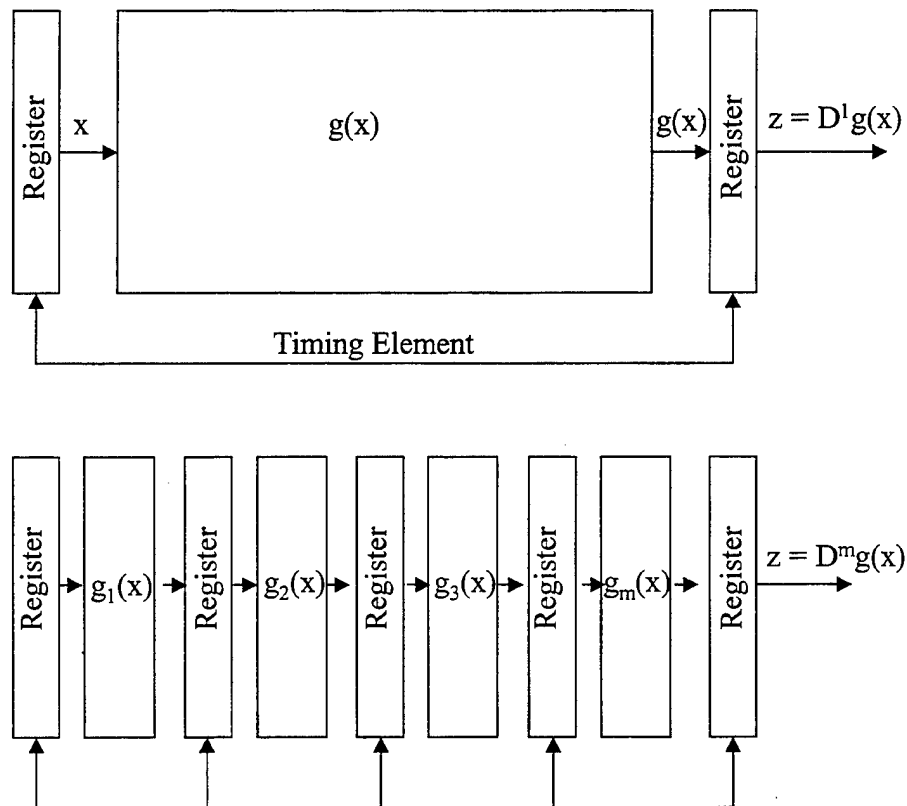 Register
x
g(x)
g(x)
Register
z = D¹g(x)
Timing Element
Register
g₁(x)
Register
g₂(x)
Register
g₃(x)
Register
gₘ(x)
Register
z = Dᵐg(x)